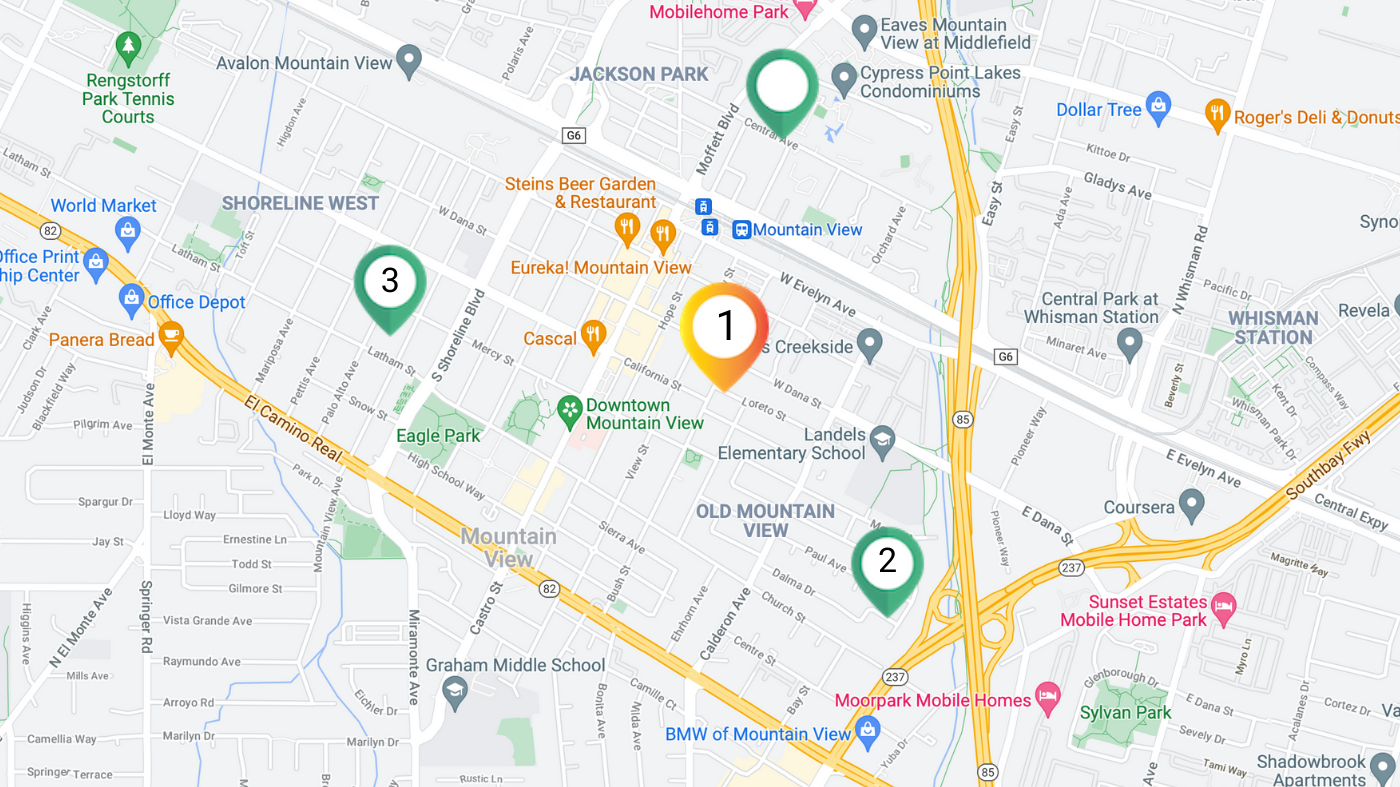 Mobilehome Park
Eaves Mountain
View at Middlefield
Polaris Ave
Avalon Mountain View
JACKSON PARK
Cypress Point Lakes
Condominiums
Rengstorff
Park Tennis
Courts
Higdon Ave
Dollar Tree
Roger's Deli & Donuts
G6
Moffett Blvd
Central Ave
Easy St
Kittoe Dr
Latham St
Steins Beer Garden
& Restaurant
Gladys Ave
World Market
SHORELINE WEST
W Dana St
Easy St
Ada Ave
Orchard Ave
Mountain View
Syno
82
Toft St
Latham St
Office Print
hip Center
Eureka! Mountain View
N Whisman Rd
3
St
W Evelyn Ave
Pacific Dr
Office Depot
Hope St
Central Park at
Whisman Station
Revela
Clark Ave
Panera Bread
Mariposa Ave
S Shoreline Blvd
Cascal
1
s Creekside
WHISMAN
STATION
Minaret Ave
G6
Mercy St
Latham St
Pettis Ave
Palo Alto Ave
California St
W Dana St
Beverly St
Compass Way
Kent Dr
Judson Dr
Blackfield Way
Snow St
Loreto St
Whisman Park Dr
El Monte Ave
El Camino Real
Downtown
Mountain View
85
Pioneer Way
Pilgrim Ave
Eagle Park
Landels
Elementary School
View St
Southbay Fwy
Park Dr
High School Way
E Evelyn Ave
Spargur Dr
Mountain View Ave
OLD MOUNTAIN
VIEW
Coursera
Central Expy
Lloyd Way
E Dana St
Pioneer Way
Jay St
Ernestine Ln
Mountain
View
Sierra Ave
Paul Ave
2
237
Todd St
Magritte Way
Gilmore St
82
Bush St
Dalma Dr
Church St
Sunset Estates
Mobile Home Park
Higgins Ave
N El Monte Ave
Springer Rd
Vista Grande Ave
Miramonte Ave
Castro St
Ehrhorn Ave
Calderon Ave
Centre St
Myro Ln
Raymundo Ave
Graham Middle School
237
Glenborough Dr
Mills Ave
Eichler Dr
Camille Ct
Bay St
Moorpark Mobile Homes
Sylvan Park
E Dana St
Arroyo Rd
Bonita Ave
Nilda Ave
Acalanes Dr
Cortez Dr
Va
Camellia Way
Marilyn Dr
Marilyn Dr
BMW of Mountain View
Yuba Dr
Sevely Dr
Springer Terrace
Rustic Ln
85
Ave
Tami Way
Shadowbrook
Apartments